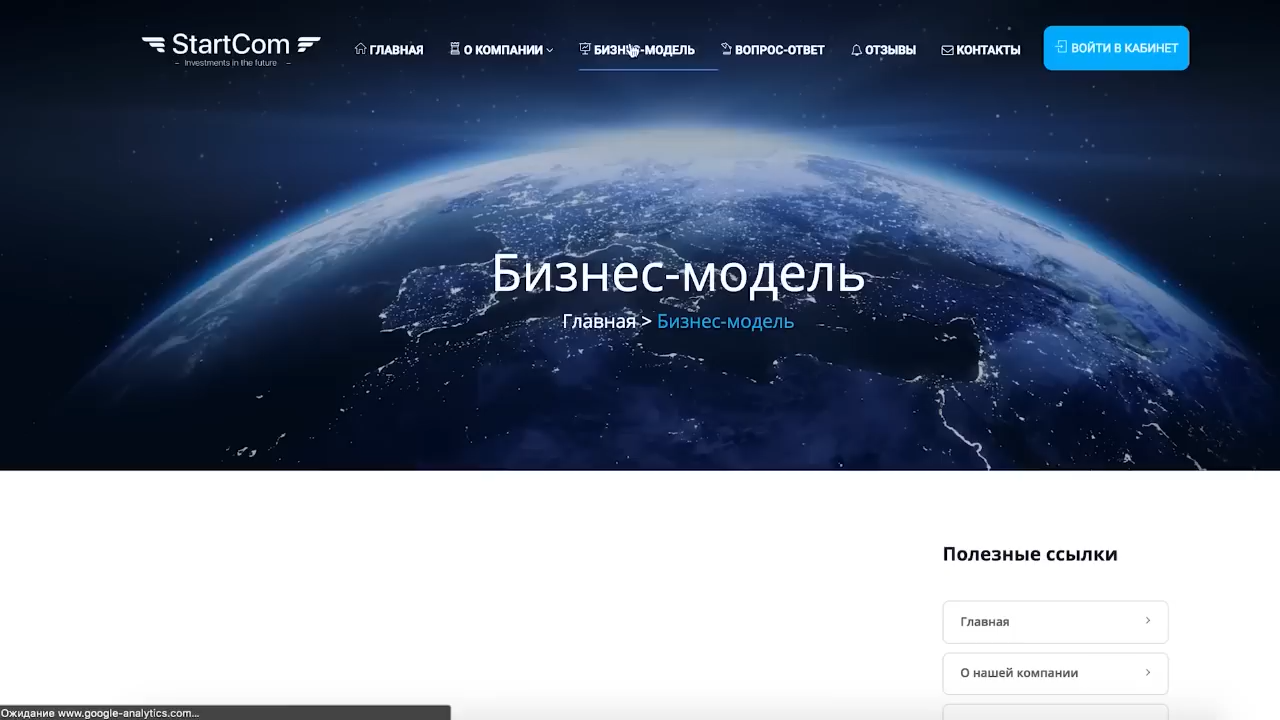 StartCom
– Investments in the future –
ГЛАВНАЯ
О КОМПАНИИ
БИЗНЕС-МОДЕЛЬ
ВОПРОС-ОТВЕТ
ОТЗЫВЫ
КОНТАКТЫ
ВОЙТИ В КАБИНЕТ
Бизнес-модель
Главная > Бизнес-модель
Полезные ссылки
Главная
О нашей компании
Ожидание www.google-analytics.com...